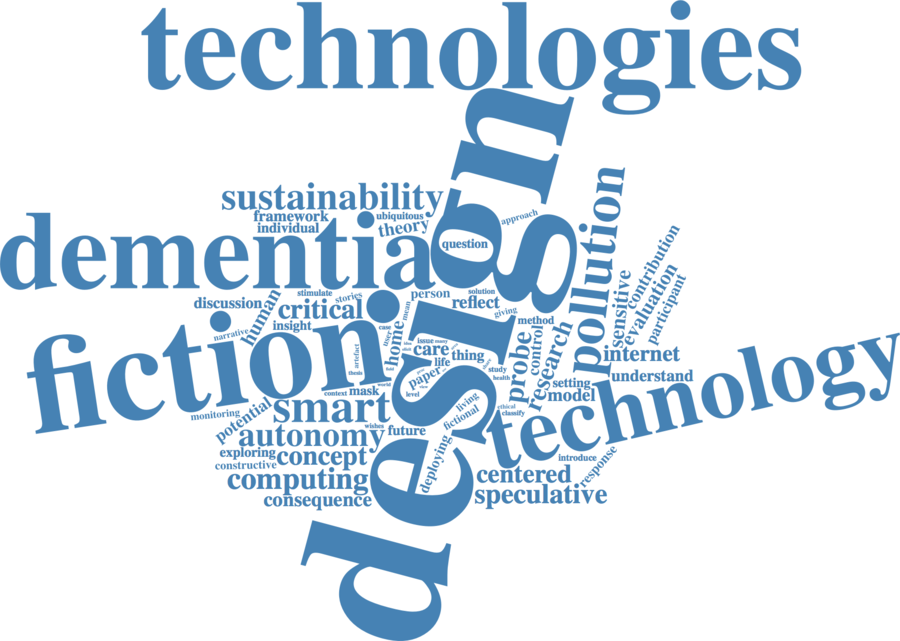 technologies
design
sustainability
framework
individual
ubiquitous
theory
approach
question
dementia
pollution
contribution
evaluation
sensitive
participant
discussion
human
stimulate
stories
critical
insight
person
solution
reflect
giving
method
mean
narrative
fiction
case
user
home
issue
many
care
thing
life
paper
study
health
level
artefact
thesis
context
mask
world
probe
control
research
internet
understand
setting
model
technology
monitoring
potential
smart
wishes
autonomy
future
living
fictional
ethical
classify
exploring
concept
constructive
computing
consequence
deploying
centered
introduce
response
speculative